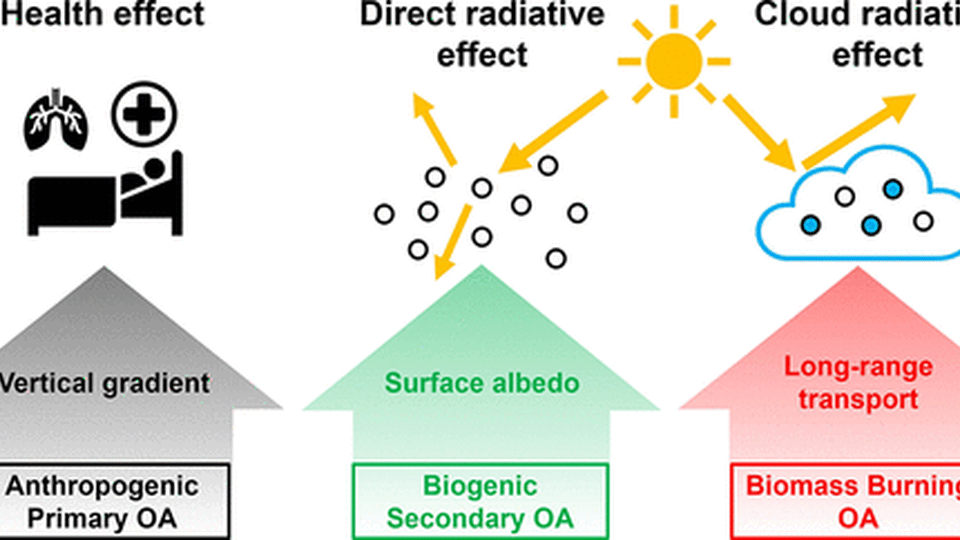 Health effect
Direct radiative
effect
Cloud radiati
effect
Vertical gradient
Surface albedo
Long-range
transport
Anthropogenic
Primary OA
Biogenic
Secondary OA
Biomass Burning
OA